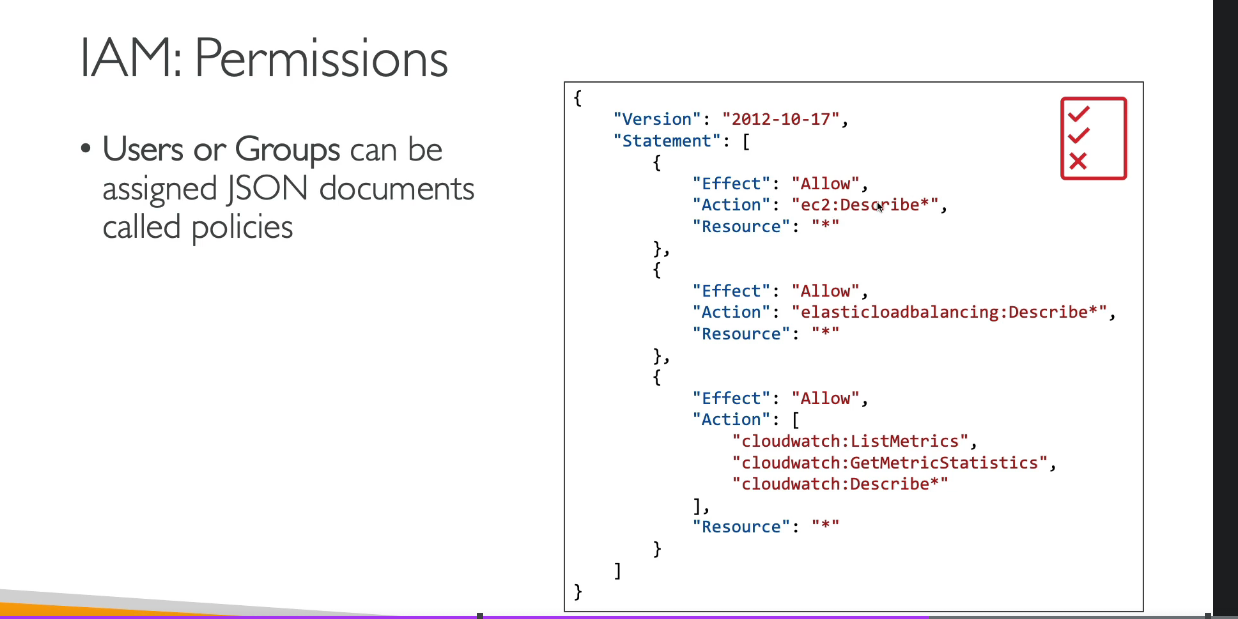 IAM: Permissions
• Users or Groups can be
assigned JSON documents
called policies
{
    "Version": "2012-10-17",
    "Statement": [
        {
            "Effect": "Allow",
            "Action": "ec2:Describe*",
            "Resource": "*"
        },
        {
            "Effect": "Allow",
            "Action": "elasticloadbalancing:Describe*",
            "Resource": "*"
        },
        {
            "Effect": "Allow",
            "Action": [
                "cloudwatch:ListMetrics",
                "cloudwatch:GetMetricStatistics",
                "cloudwatch:Describe*"
            ],
            "Resource": "*"
        }
    ]
}